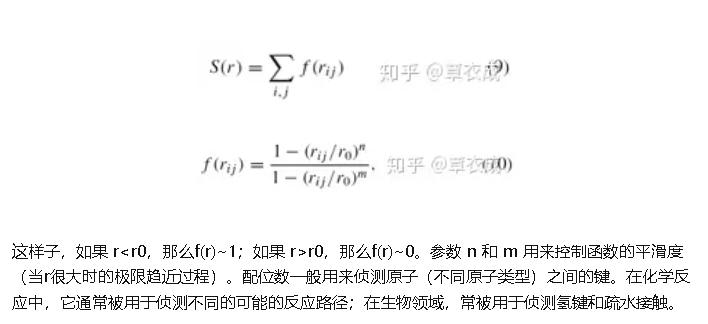 S(r) = ∑ f(r_{ij}) 知乎 @草衣成 (9)
i,j
f(r_{ij}) = \frac{1 − (r_{ij}/r_0)^n}{1 − (r_{ij}/r_0)^m}. 知乎 @草衣成 (10)
这样子，如果 r<r0，那么f(r)~1；如果 r>r0，那么f(r)~0。参数 n 和 m 用来控制函数的平滑度
（当r很大时的极限趋近过程）。配位数一般用来侦测原子（不同原子类型）之间的键。在化学反
应中，它通常被用于侦测不同的可能的反应路径；在生物领域，常被用于侦测氢键和疏水接触。